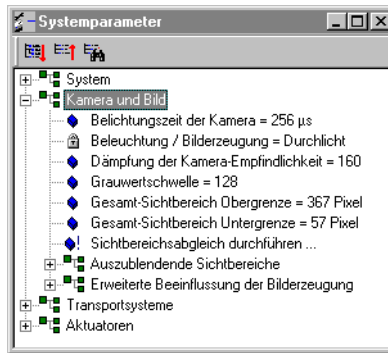 Systemparameter
System
Kamera und Bild
Belichtungszeit der Kamera = 256 µs
Beleuchtung / Bilderzeugung = Durchlicht
Dämpfung der Kamera-Empfindlichkeit = 160
Grauwertschwelle = 128
Gesamt-Sichtbereich Obergrenze = 367 Pixel
Gesamt-Sichtbereich Untergrenze = 57 Pixel
Sichtbereichsabgleich durchführen ...
Auszublendende Sichtbereiche
Erweiterte Beeinflussung der Bilderzeugung
Transportsysteme
Aktuatoren